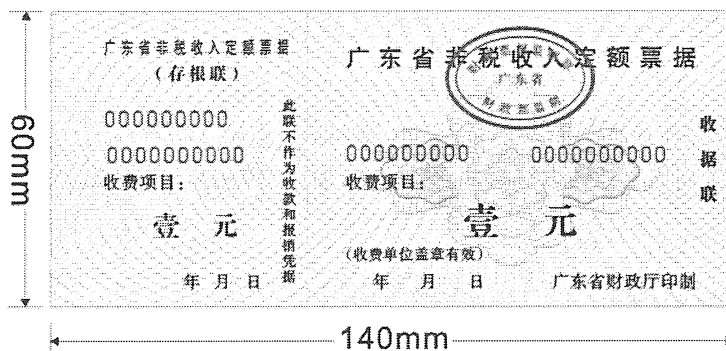 广东省非税收入定额票据
（存根联）
000000000
0000000000
收费项目：
壹 元
年 月 日
此联不作为收款和报销凭据
广东省非税收入定额票据
广东省
000000000 0000000000
收费项目：
壹 元
(收费单位盖章有效)
年 月 日 广东省财政厅印制
收据联
60mm
140mm